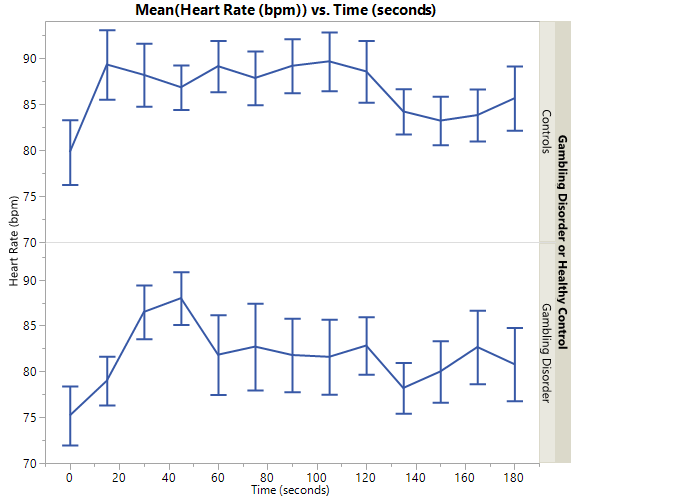 Mean(Heart Rate (bpm)) vs. Time (seconds)
Heart Rate (bpm)
90
85
80
75
70
Controls
90
85
80
75
70
Gambling Disorder
Gambling Disorder or Healthy Control
0 20 40 60 80 100 120 140 160 180
Time (seconds)